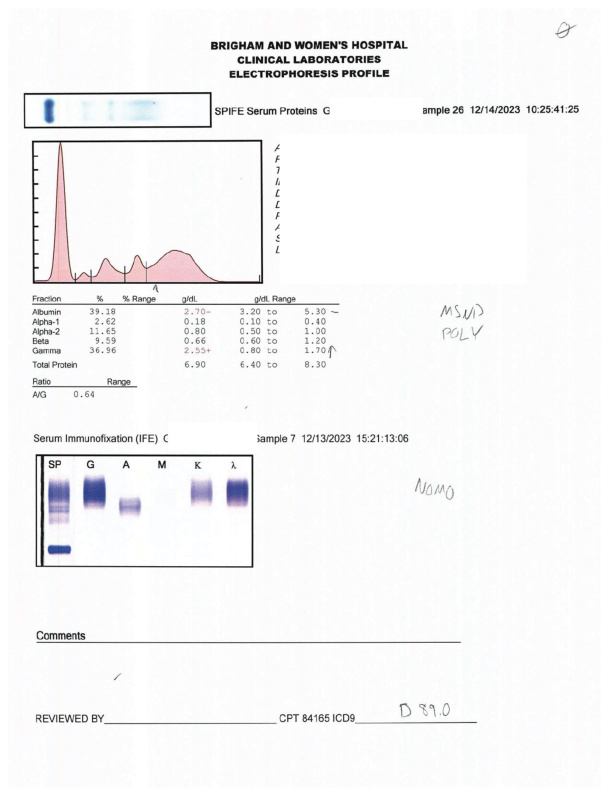 BRIGHAM AND WOMEN'S HOSPITAL
CLINICAL LABORATORIES
ELECTROPHORESIS PROFILE
SPIFE Serum Proteins G ample 26 12/14/2023 10:25:41:25
Fraction % % Range g/dL g/dL Range
Albumin 39.18 2.70- 3.20 to 5.30 -
Alpha-1 2.62 0.18 0.10 to 0.40
Alpha-2 11.65 0.80 0.50 to 1.00
Beta 9.59 0.66 0.60 to 1.20
Gamma 36.96 2.55+ 0.80 to 1.70 ↑
Total Protein 6.90 6.40 to 8.30
MSND
POLY
Ratio Range
A/G 0.64
Serum Immunofixation (IFE) ample 7 12/13/2023 15:21:13:06
SP G A M K λ
NOMO
Comments
REVIEWED BY CPT 84165 ICD9 D 89.0